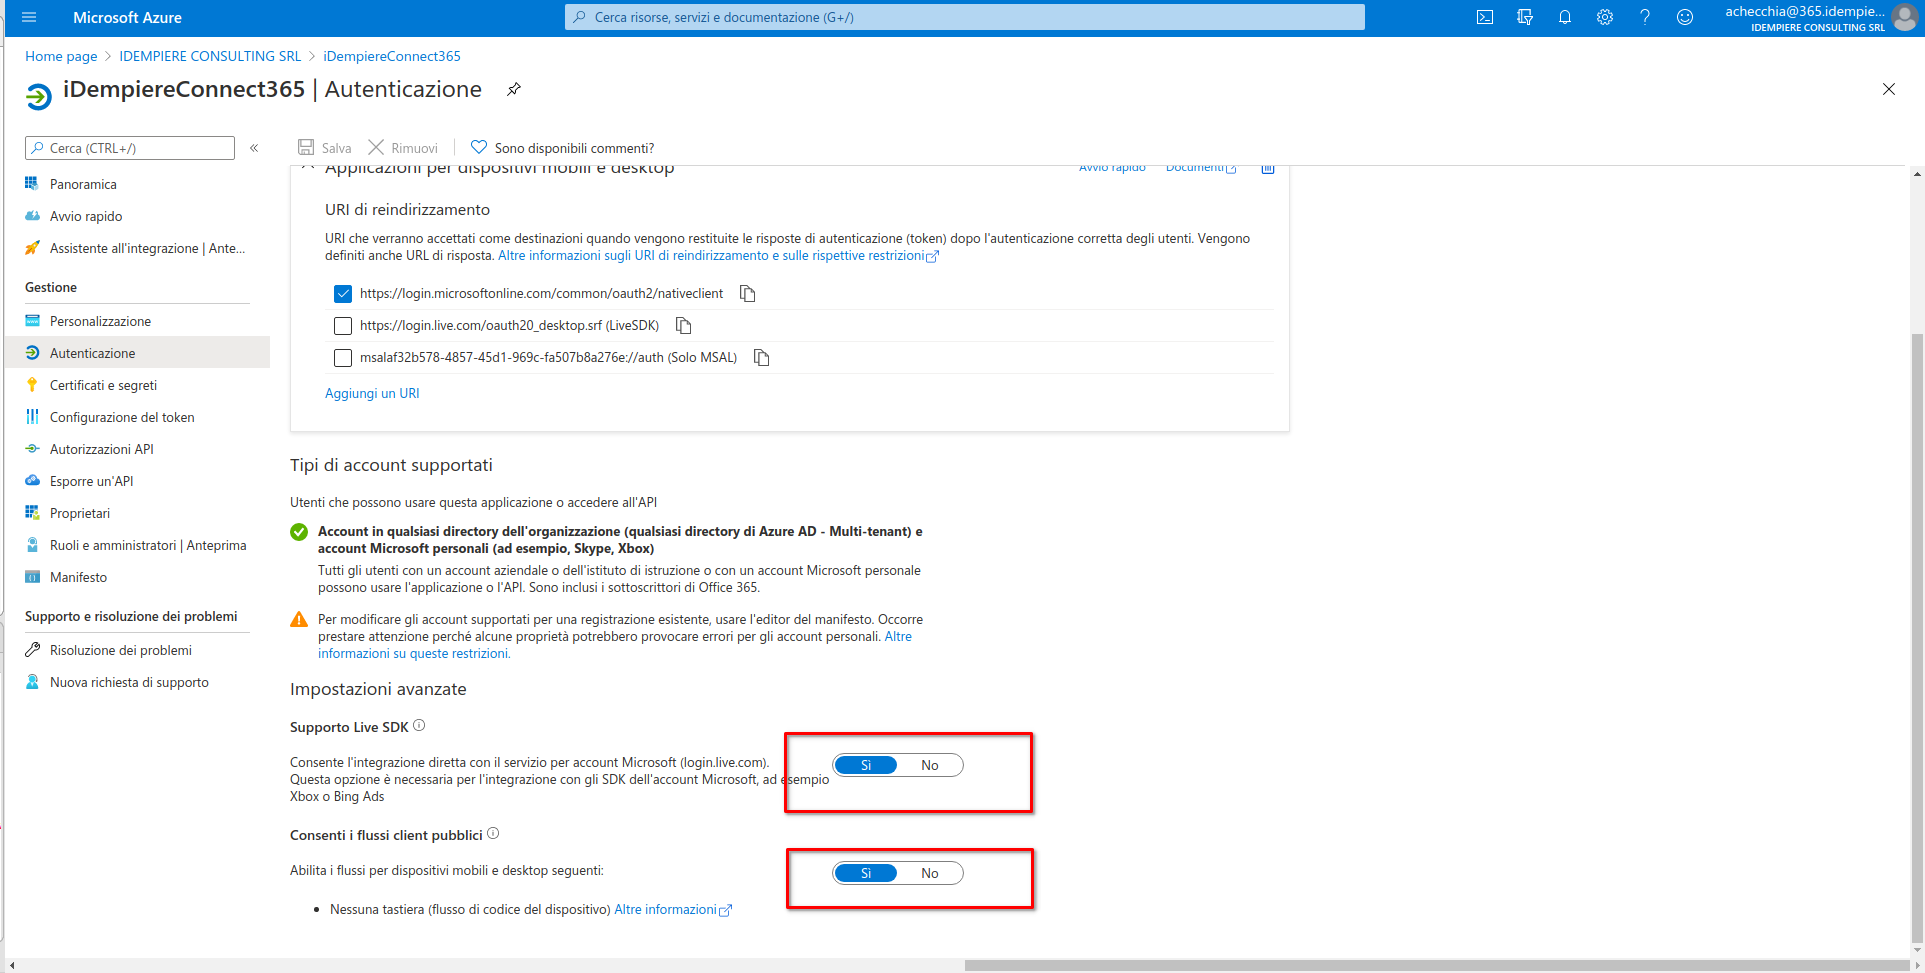 Microsoft Azure
Cerca risorse, servizi e documentazione (G+/)
achecchia@365.idempie...
IDEMPIERE CONSULTING SRL
Home page > IDEMPIERE CONSULTING SRL > iDempiereConnect365
iDempiereConnect365 | Autenticazione
Cerca (CTRL+/)
«
Salva
Rimuovi
Sono disponibili commenti?
Panoramica
Avvio rapido
Assistente all'integrazione | Ante...
Gestione
Personalizzazione
Autenticazione
Certificati e segreti
Configurazione del token
Autorizzazioni API
Esporre un'API
Proprietari
Ruoli e amministratori | Anteprima
Manifesto
Supporto e risoluzione dei problemi
Risoluzione dei problemi
Nuova richiesta di supporto
Applicazioni per dispositivi mobili e desktop
Avvio rapido
Documenti
URI di reindirizzamento
URI che verranno accettati come destinazioni quando vengono restituite le risposte di autenticazione (token) dopo l'autenticazione corretta degli utenti. Vengono
definiti anche URL di risposta. Altre informazioni sugli URI di reindirizzamento e sulle rispettive restrizioni
https://login.microsoftonline.com/common/oauth2/nativeclient
https://login.live.com/oauth20_desktop.srf (LiveSDK)
msalaf32b578-4857-45d1-969c-fa507b8a276e://auth (Solo MSAL)
Aggiungi un URI
Tipi di account supportati
Utenti che possono usare questa applicazione o accedere all'API
Account in qualsiasi directory dell'organizzazione (qualsiasi directory di Azure AD - Multi-tenant) e
account Microsoft personali (ad esempio, Skype, Xbox)
Tutti gli utenti con un account aziendale o dell'istituto di istruzione o con un account Microsoft personale
possono usare l'applicazione o l'API. Sono inclusi i sottoscrittori di Office 365.
Per modificare gli account supportati per una registrazione esistente, usare l'editor del manifesto. Occorre
prestare attenzione perché alcune proprietà potrebbero provocare errori per gli account personali. Altre
informazioni su queste restrizioni.
Impostazioni avanzate
Supporto Live SDK
Consente l'integrazione diretta con il servizio per account Microsoft (login.live.com).
Questa opzione è necessaria per l'integrazione con gli SDK dell'account Microsoft, ad esempio
Xbox o Bing Ads
Sì No
Consenti i flussi client pubblici
Abilita i flussi per dispositivi mobili e desktop seguenti:
Sì No
• Nessuna tastiera (flusso di codice del dispositivo) Altre informazioni